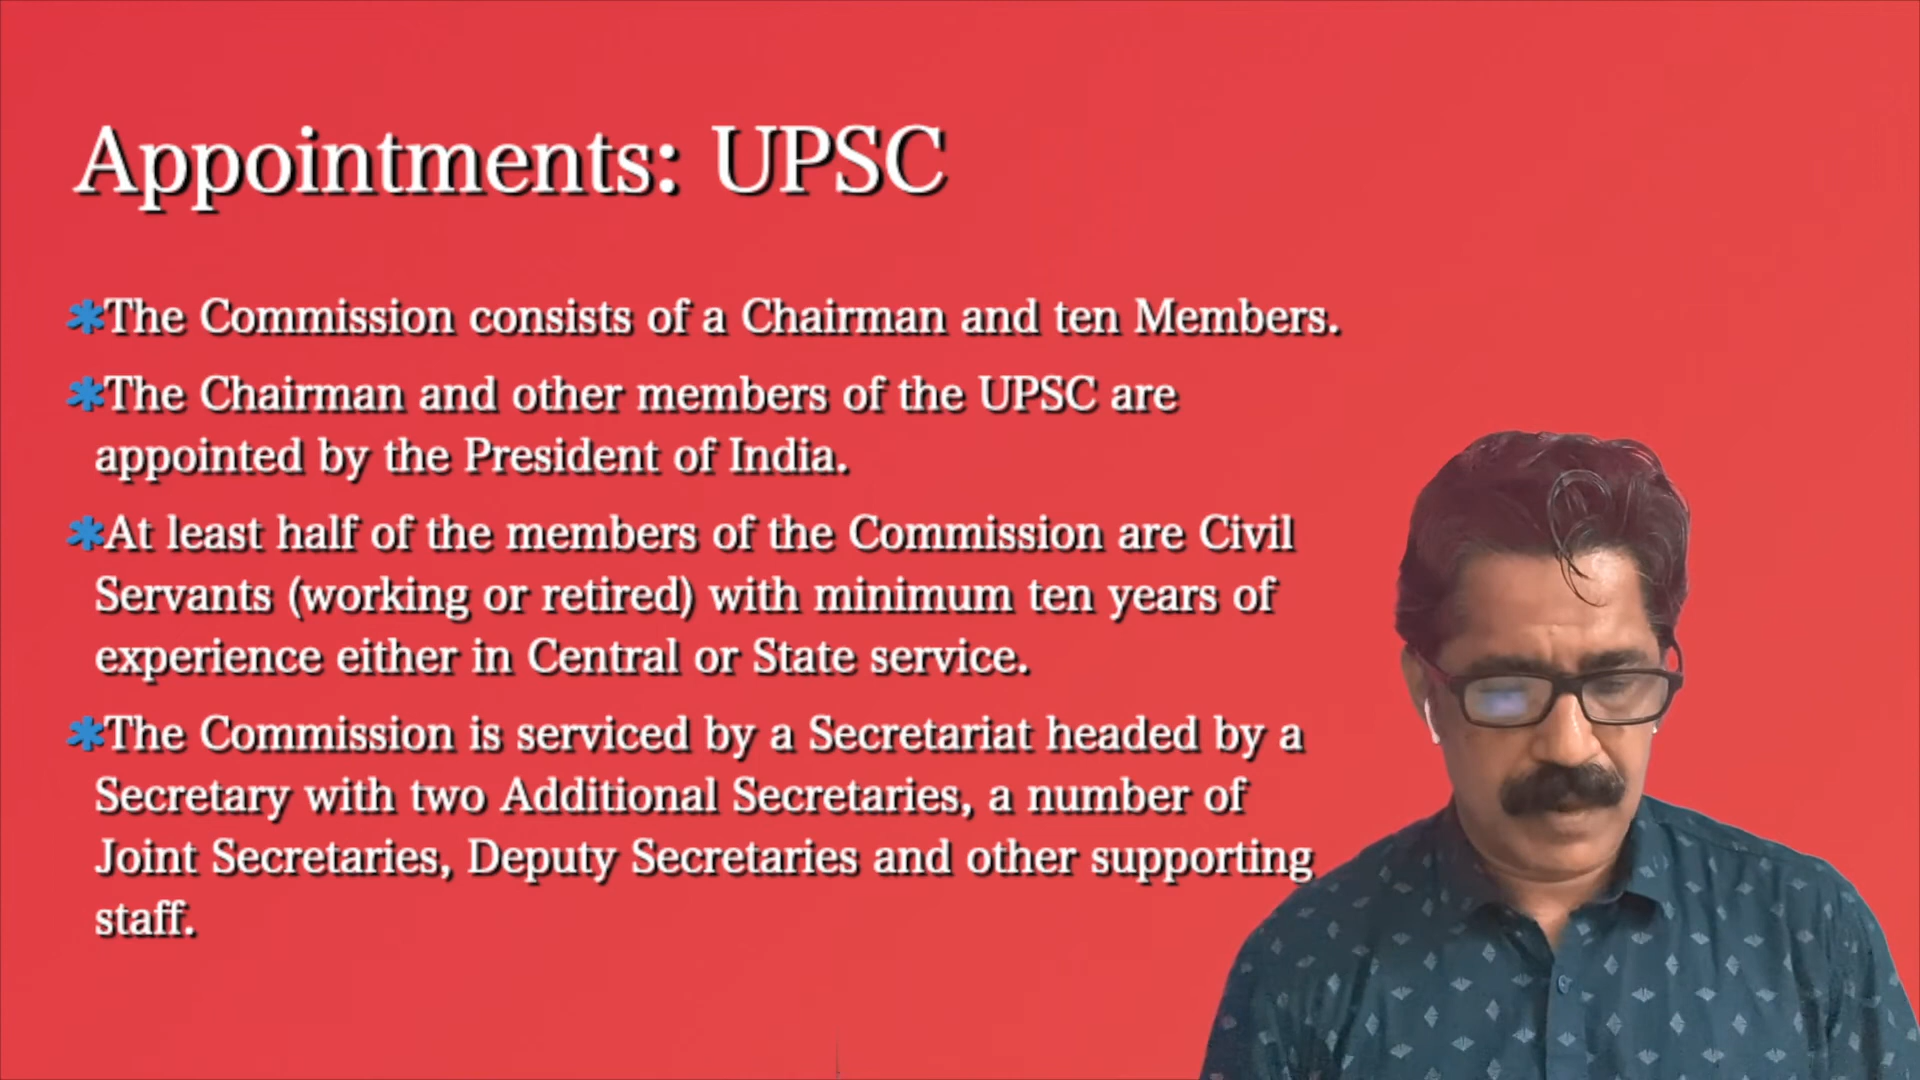 Appointments: UPSC
*The Commission consists of a Chairman and ten Members.
*The Chairman and other members of the UPSC are
appointed by the President of India.
*At least half of the members of the Commission are Civil
Servants (working or retired) with minimum ten years of
experience either in Central or State service.
*The Commission is serviced by a Secretariat headed by a
Secretary with two Additional Secretaries, a number of
Joint Secretaries, Deputy Secretaries and other supporting
staff.